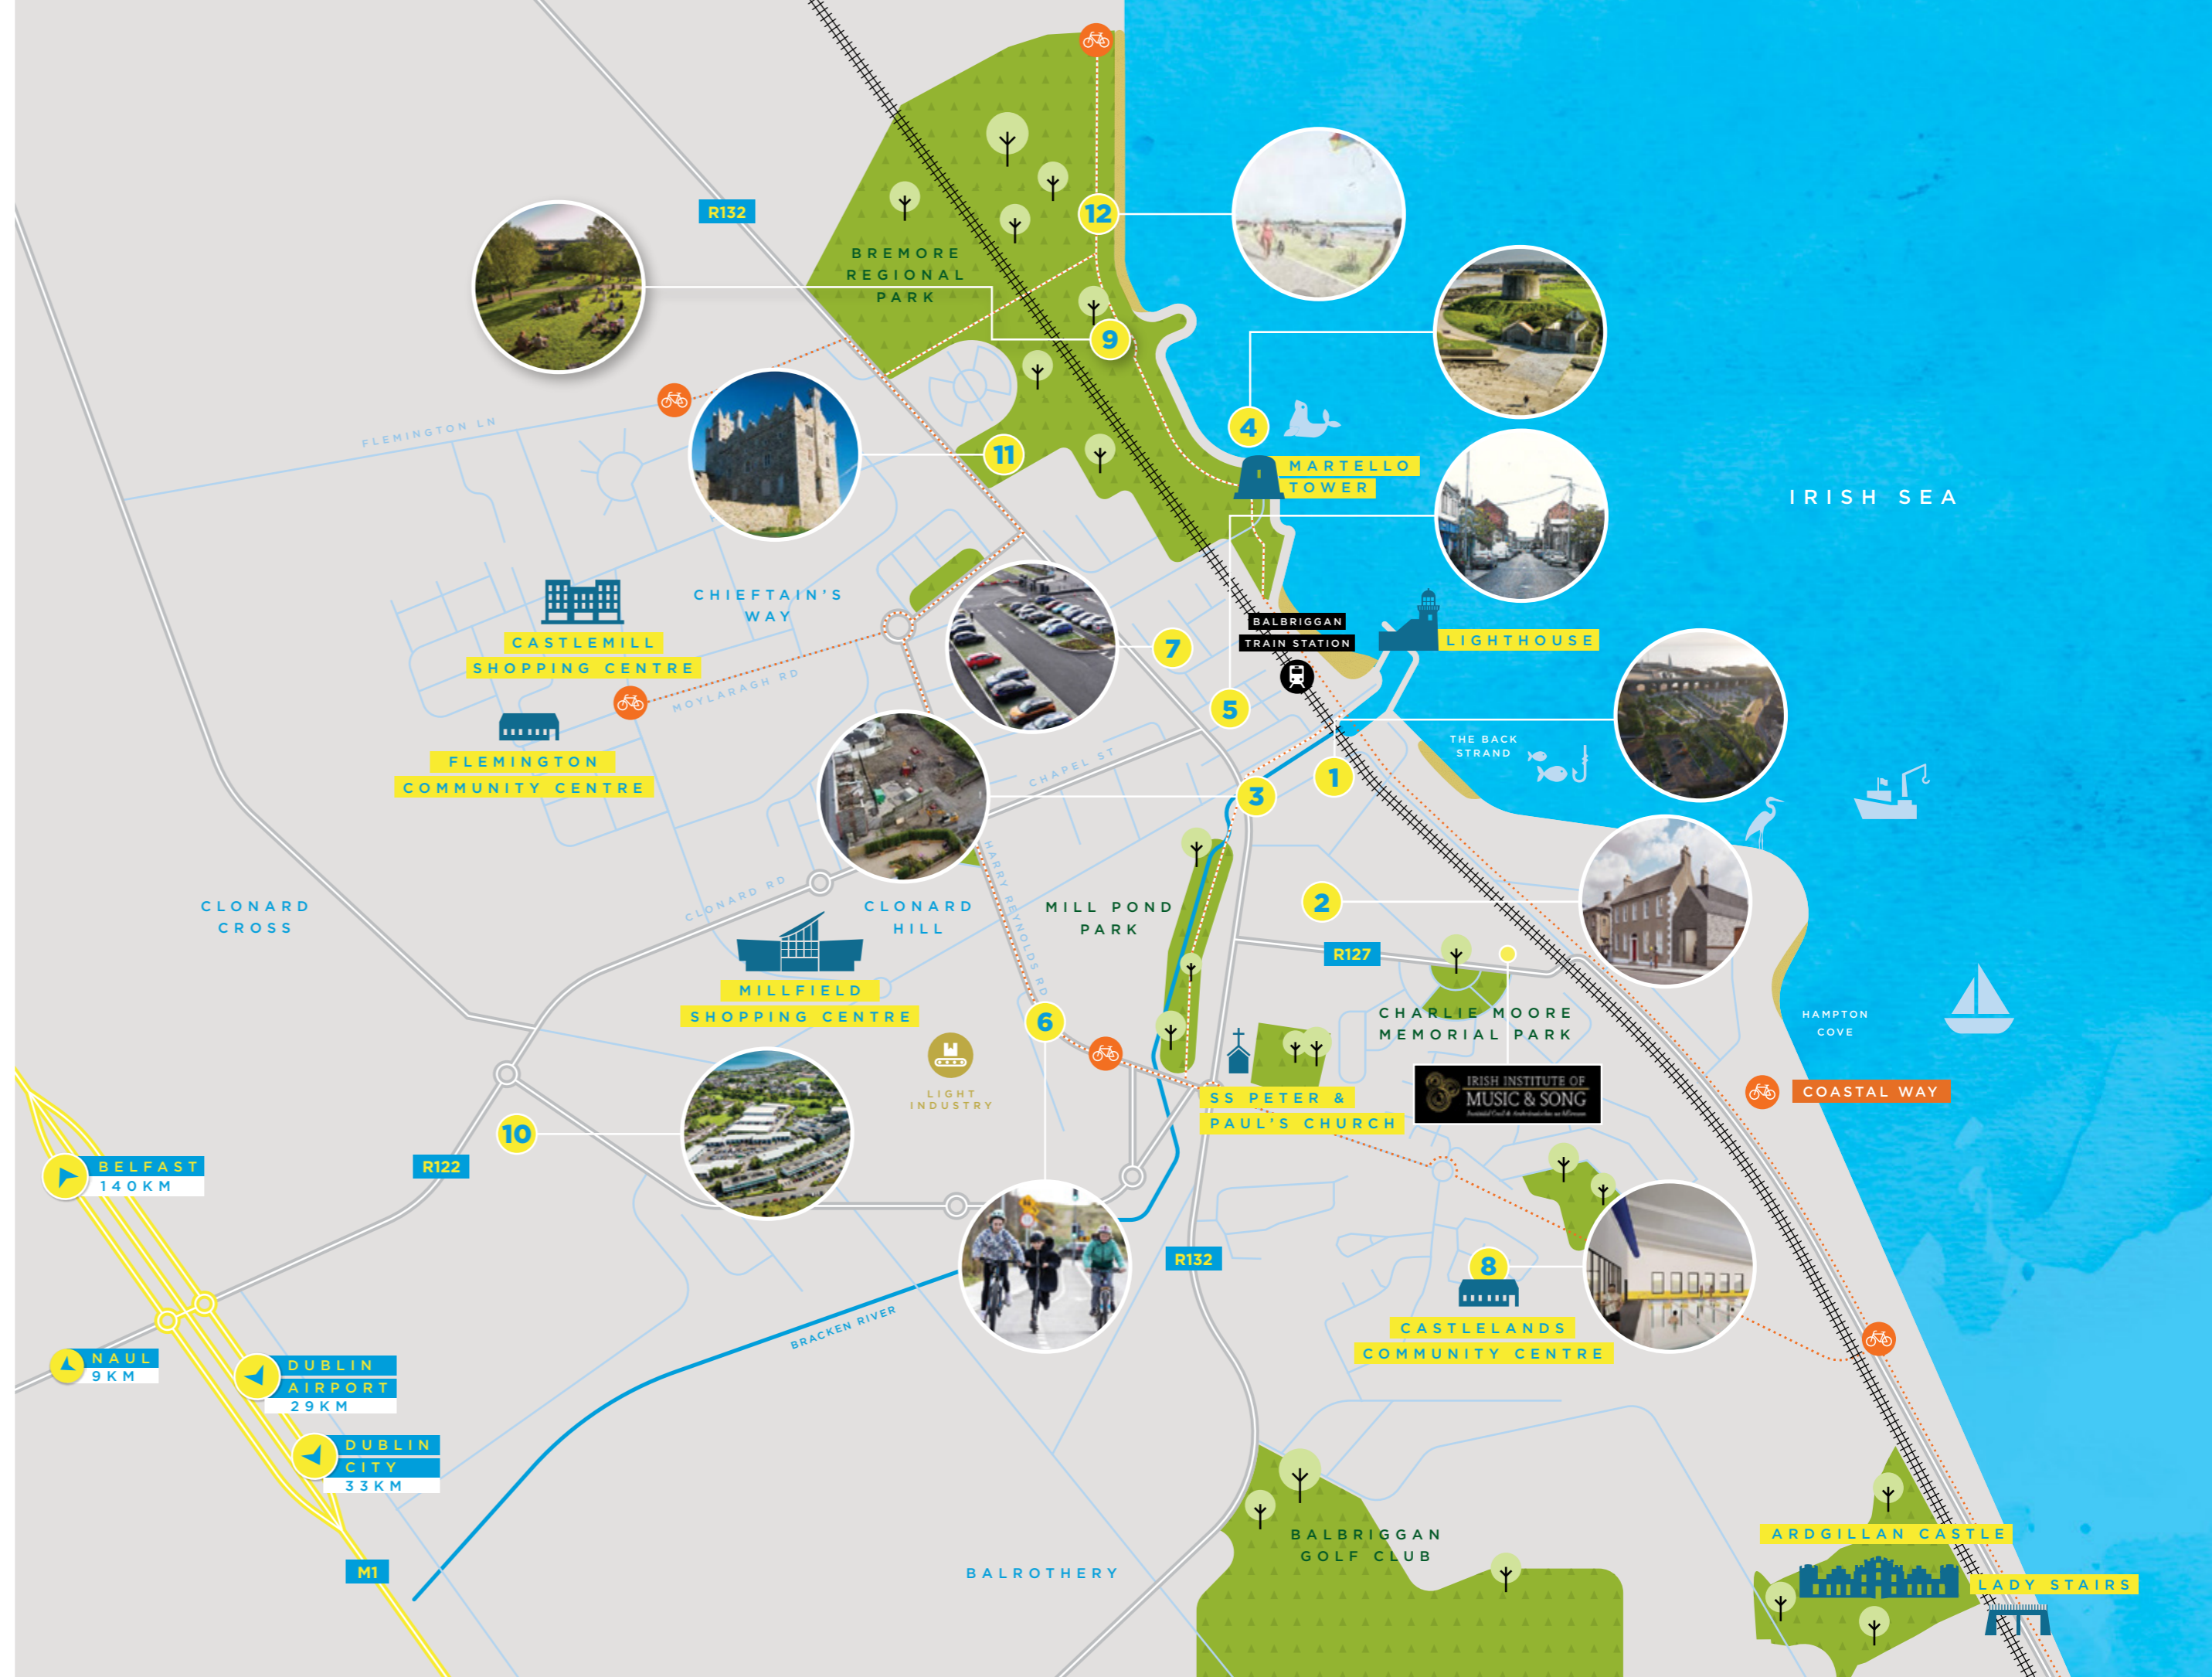 R132
12
BREMORE
REGIONAL
PARK
9
FLEMINGTON LN
11
4
MARTELLO
TOWER
IRISH SEA
CHIEFTAIN'S
WAY
CASTLEMILL
SHOPPING CENTRE
MOYLARAGH RD
FLEMINGTON
COMMUNITY CENTRE
7
BALBRIGGAN
TRAIN STATION
LIGHTHOUSE
5
THE BACK
STRAND
CHAPEL ST
1
3
CLONARD
CROSS
CLONARD RD
CLONARD
HILL
HARRY REYNOLDS RD
MILL POND
PARK
2
R127
MILLFIELD
SHOPPING CENTRE
6
CHARLIE MOORE
MEMORIAL PARK
HAMPTON
COVE
LIGHT
INDUSTRY
IRISH INSTITUTE OF
MUSIC & SONG
COASTAL WAY
SS PETER &
PAUL'S CHURCH
10
R122
BELFAST
140KM
R132
8
CASTLELANDS
COMMUNITY CENTRE
BRACKEN RIVER
NAUL
9KM
DUBLIN
AIRPORT
29KM
DUBLIN
CITY
33KM
M1
BALROTHERY
BALBRIGGAN
GOLF CLUB
ARDGILLAN CASTLE
LADY STAIRS